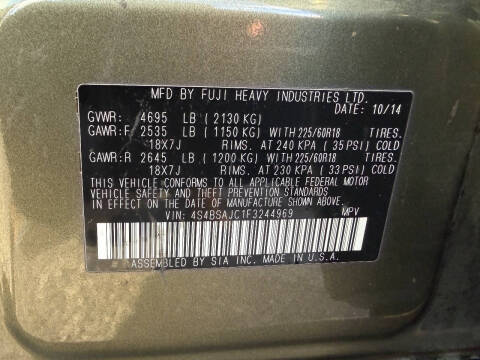 MFD BY FUJI HEAVY INDUSTRIES LTD.
DATE: 10/14
GVWR: 4695 LB ( 2130 KG)
GAWR: F 2535 LB ( 1150 KG) WITH 225/60R18 TIRES.
18X7J RIMS. AT 240 KPA ( 35 PSI) COLD
GAWR: R 2645 LB ( 1200 KG) WITH 225/60R18 TIRES.
18X7J RIMS. AT 230 KPA ( 33 PSI) COLD
THIS VEHICLE CONFORMS TO ALL APPLICABLE FEDERAL MOTOR
VEHICLE SAFETY AND THEFT PREVENTION STANDARDS IN
EFFECT ON THE DATE OF MANUFACTURE SHOWN ABOVE.
VIN: 4S4BSAJC1F3244969 MPV
ASSEMBLED BY SIA INC. MADE IN U.S.A.